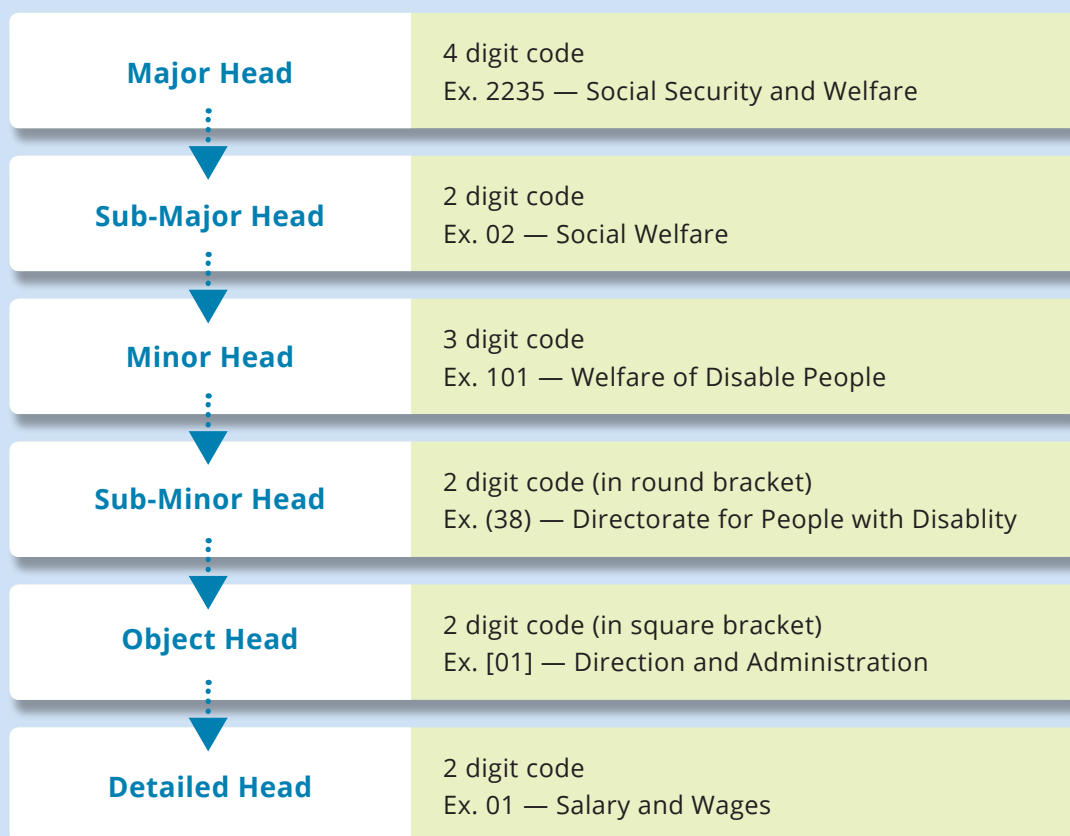 Major Head
4 digit code
Ex. 2235 — Social Security and Welfare
Sub-Major Head
2 digit code
Ex. 02 — Social Welfare
Minor Head
3 digit code
Ex. 101 — Welfare of Disable People
Sub-Minor Head
2 digit code (in round bracket)
Ex. (38) — Directorate for People with Disablity
Object Head
2 digit code (in square bracket)
Ex. [01] — Direction and Administration
Detailed Head
2 digit code
Ex. 01 — Salary and Wages